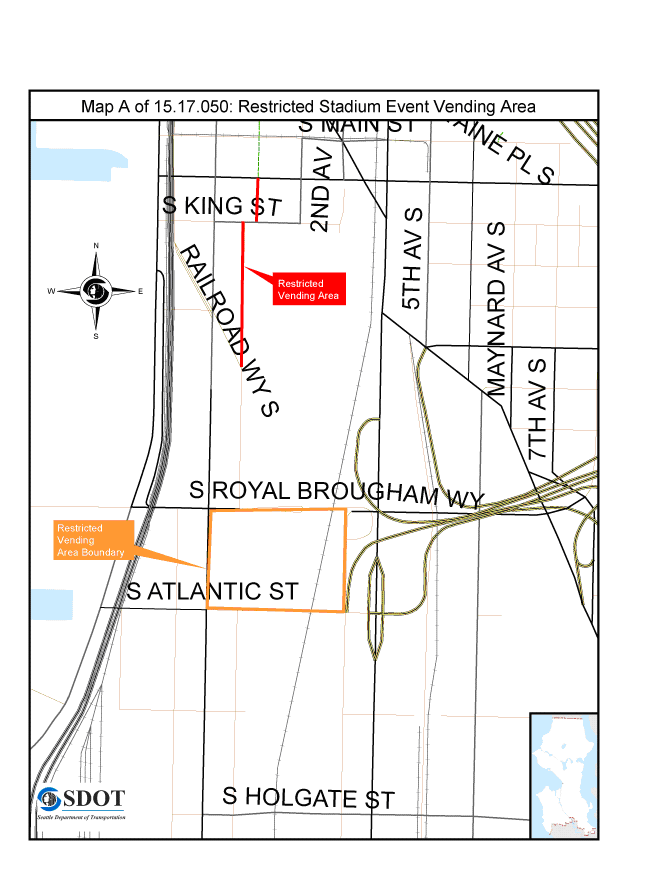 Map A of 15.17.050: Restricted Stadium Event Vending Area
S MAIN ST
AINE PL S
S KING ST
2ND AV
5TH AV S
MAYNARD AV S
7TH AV S
N
W
E
S
RAILROAD WY S
Restricted
Vending Area
S ROYAL BROUGHAM WY
Restricted
Vending
Area Boundary
S ATLANTIC ST
S HOLGATE ST
SDOT
Seattle Department of Transportation